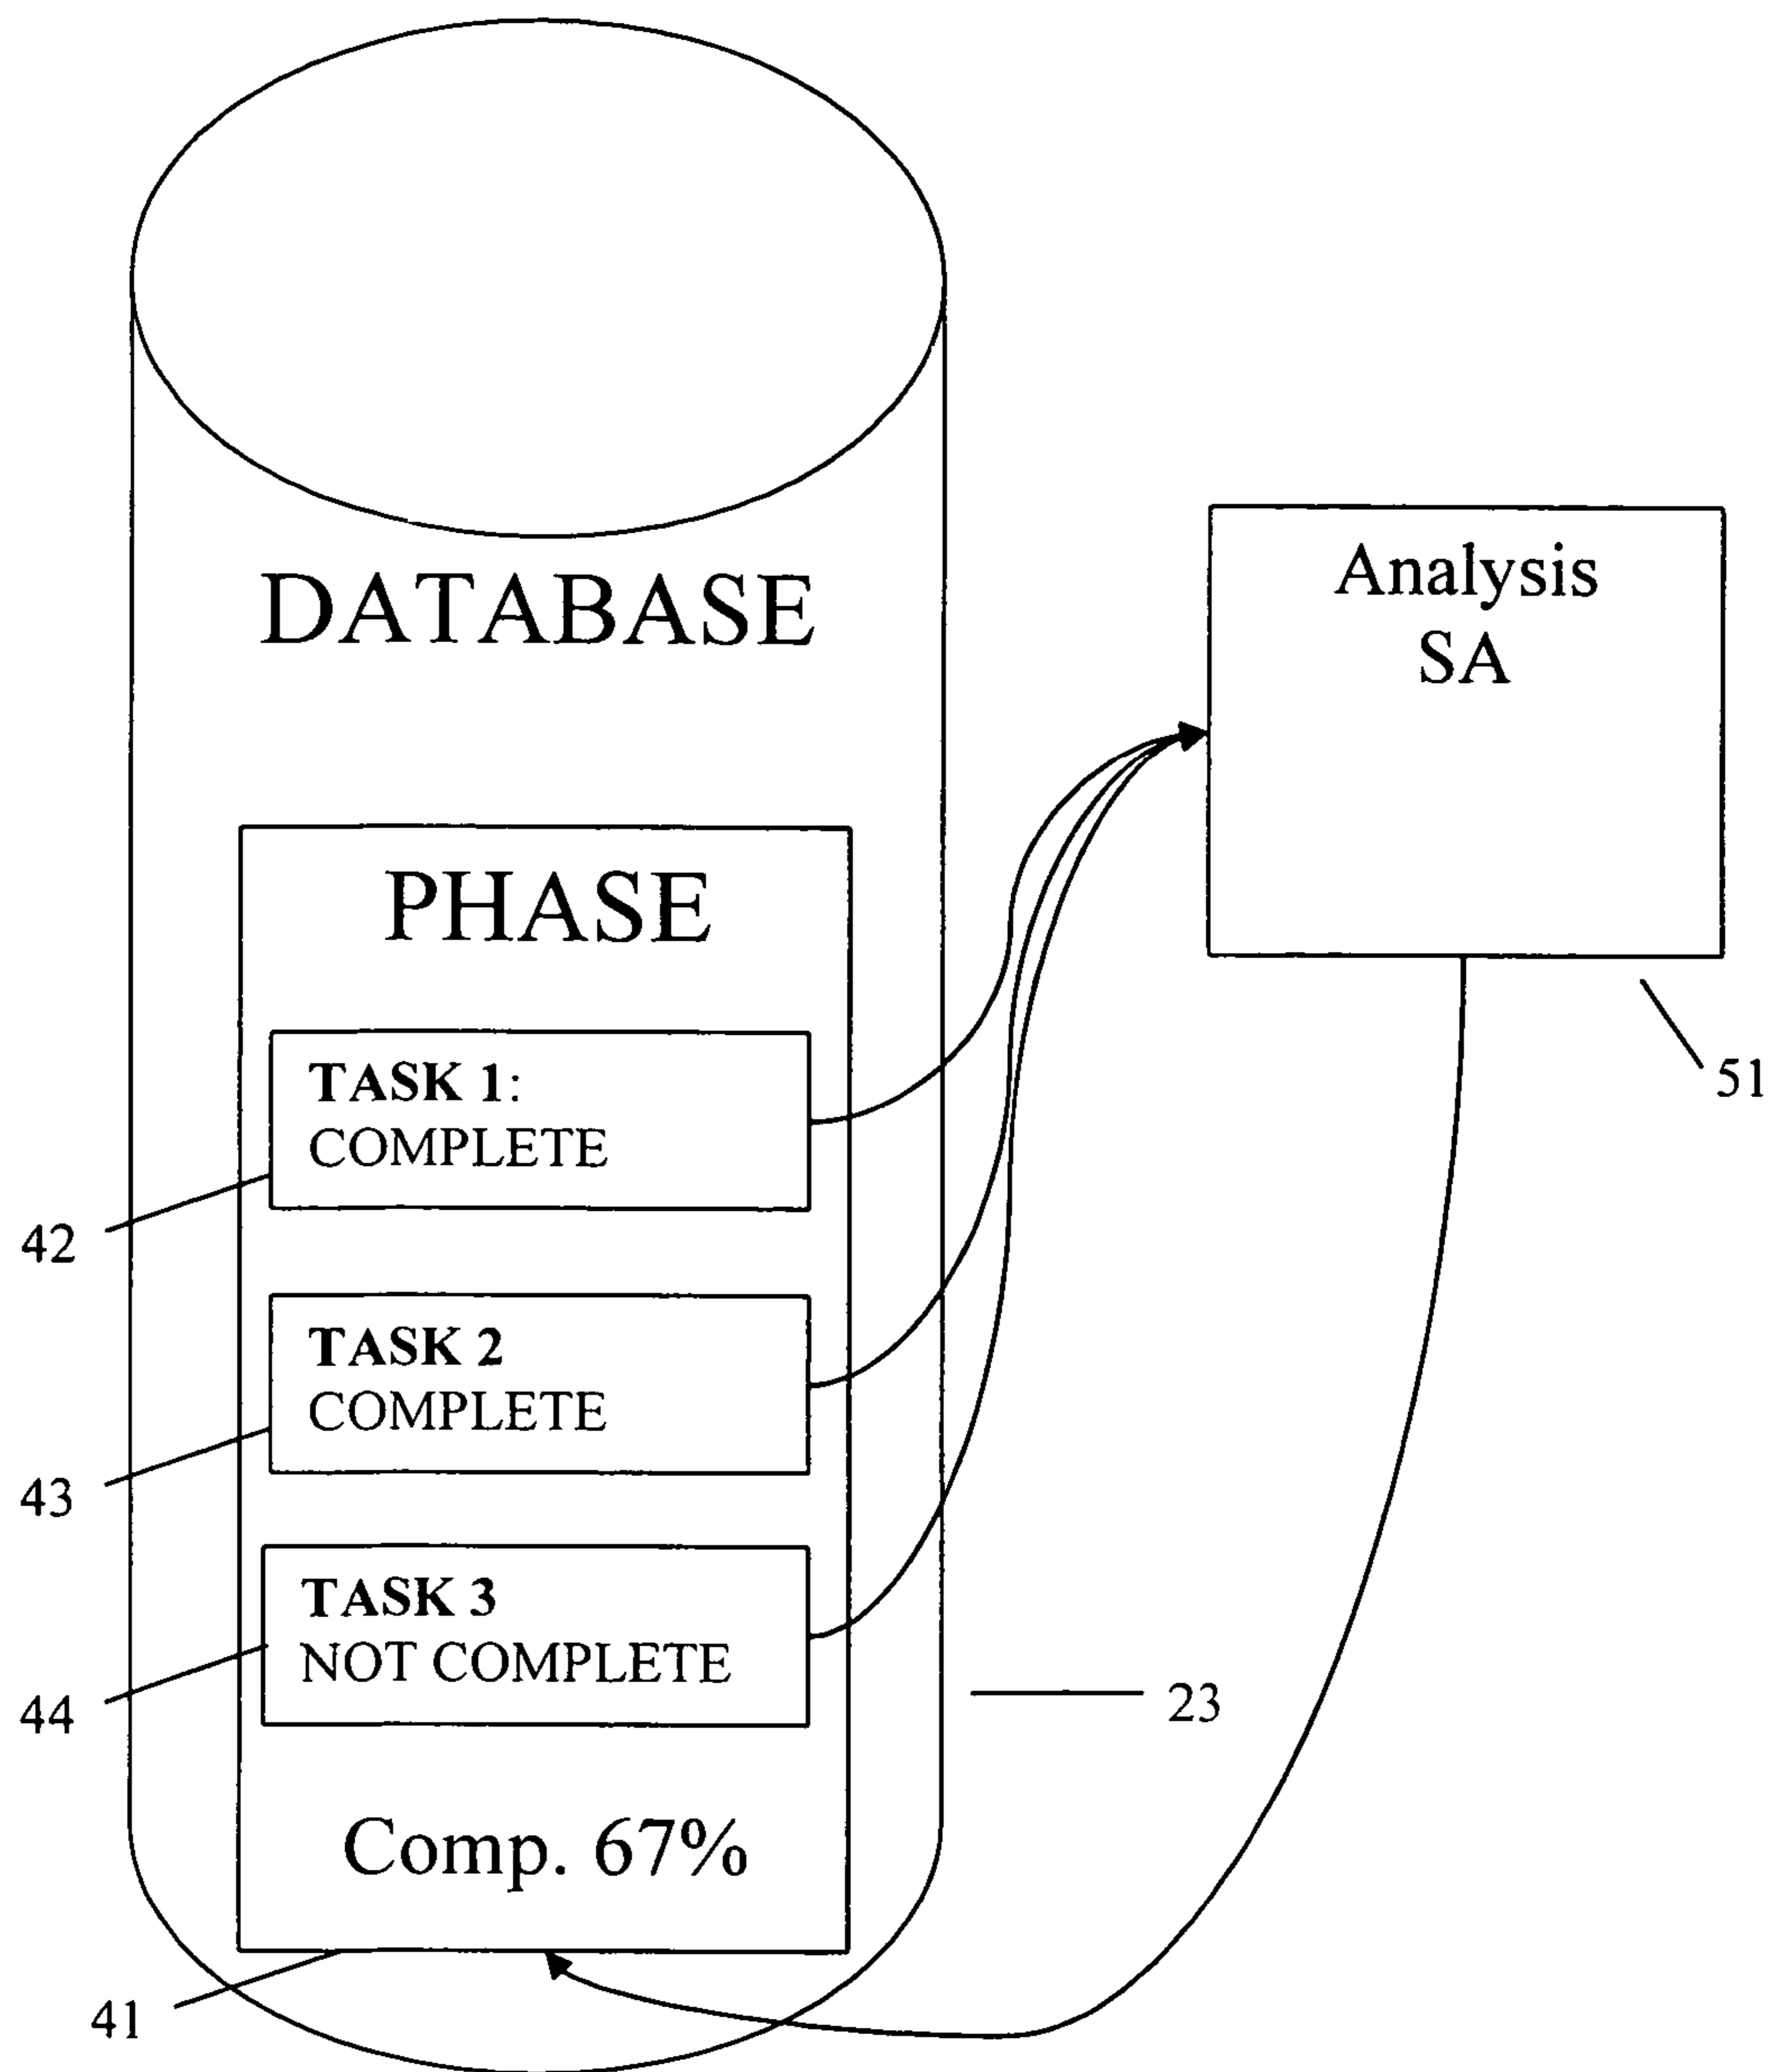 DATABASE
Analysis
SA
PHASE
51
TASK 1:
COMPLETE
42
TASK 2
COMPLETE
43
TASK 3
NOT COMPLETE
44
23
Comp. 67%
41